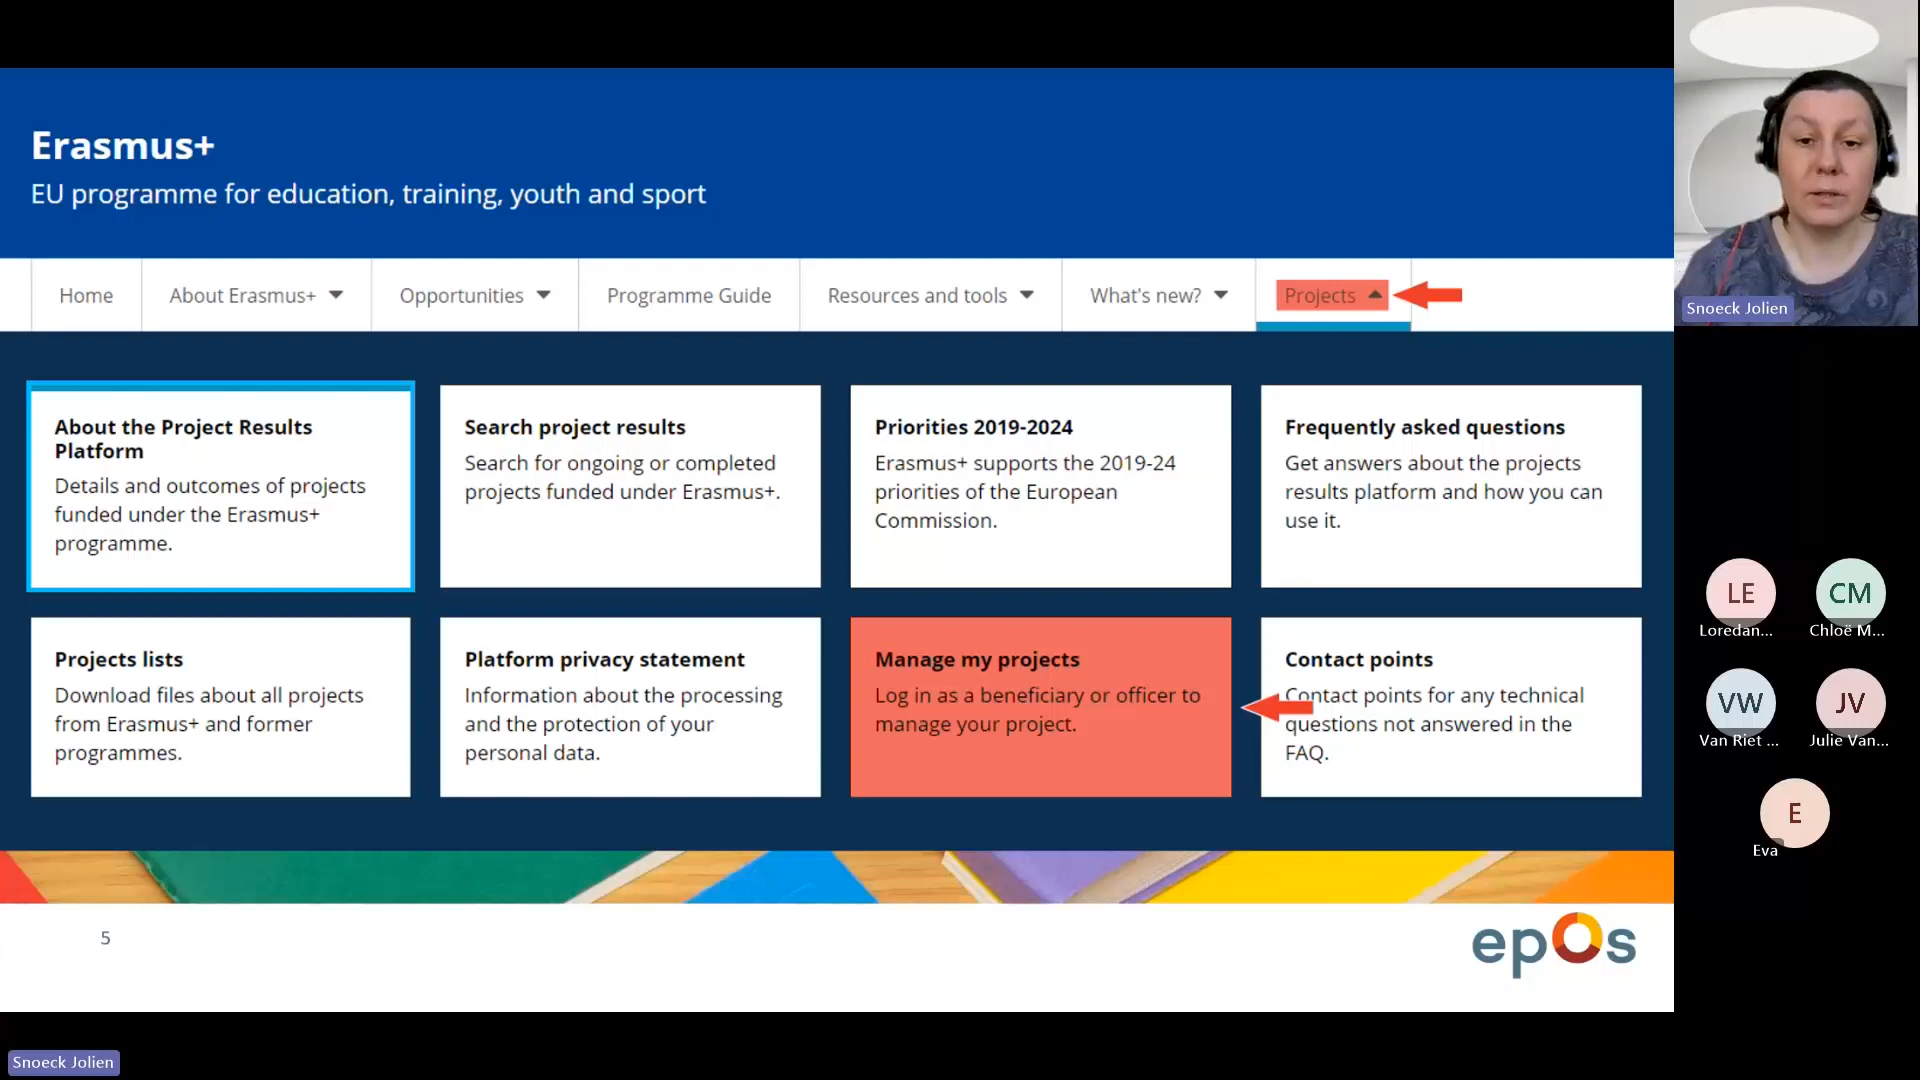 Erasmus+
EU programme for education, training, youth and sport
Home
About Erasmus+
Opportunities
Programme Guide
Resources and tools
What's new?
Projects
About the Project Results
Platform
Details and outcomes of projects
funded under the Erasmus+
programme.
Search project results
Search for ongoing or completed
projects funded under Erasmus+.
Priorities 2019-2024
Erasmus+ supports the 2019-24
priorities of the European
Commission.
Frequently asked questions
Get answers about the projects
results platform and how you can
use it.
Projects lists
Download files about all projects
from Erasmus+ and former
programmes.
Platform privacy statement
Information about the processing
and the protection of your
personal data.
Manage my projects
Log in as a beneficiary or officer to
manage your project.
Contact points
Contact points for any technical
questions not answered in the
FAQ.
5
epos
Snoeck Jolien
LE
Loredan...
CM
Chloë M...
VW
Van Riet ...
JV
Julie Van...
E
Eva
Snoeck Jolien